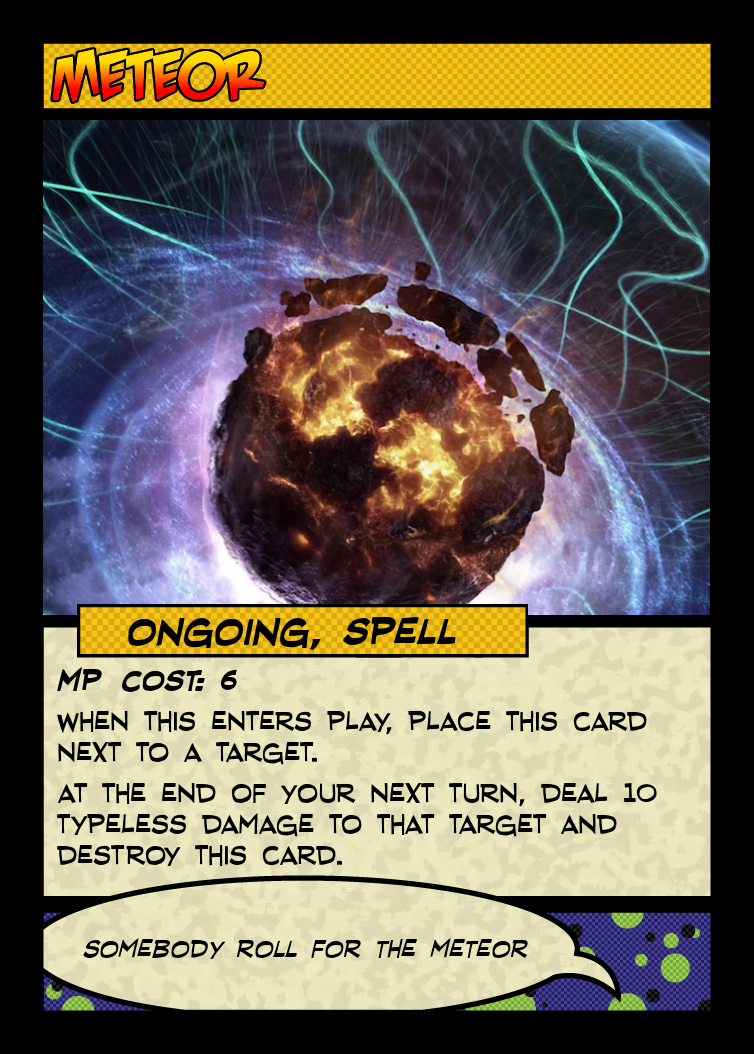 METEOR
ONGOING, SPELL
MP COST: 6
WHEN THIS ENTERS PLAY, PLACE THIS CARD
NEXT TO A TARGET.
AT THE END OF YOUR NEXT TURN, DEAL 10
TYPELESS DAMAGE TO THAT TARGET AND
DESTROY THIS CARD.
SOMEBODY ROLL FOR THE METEOR